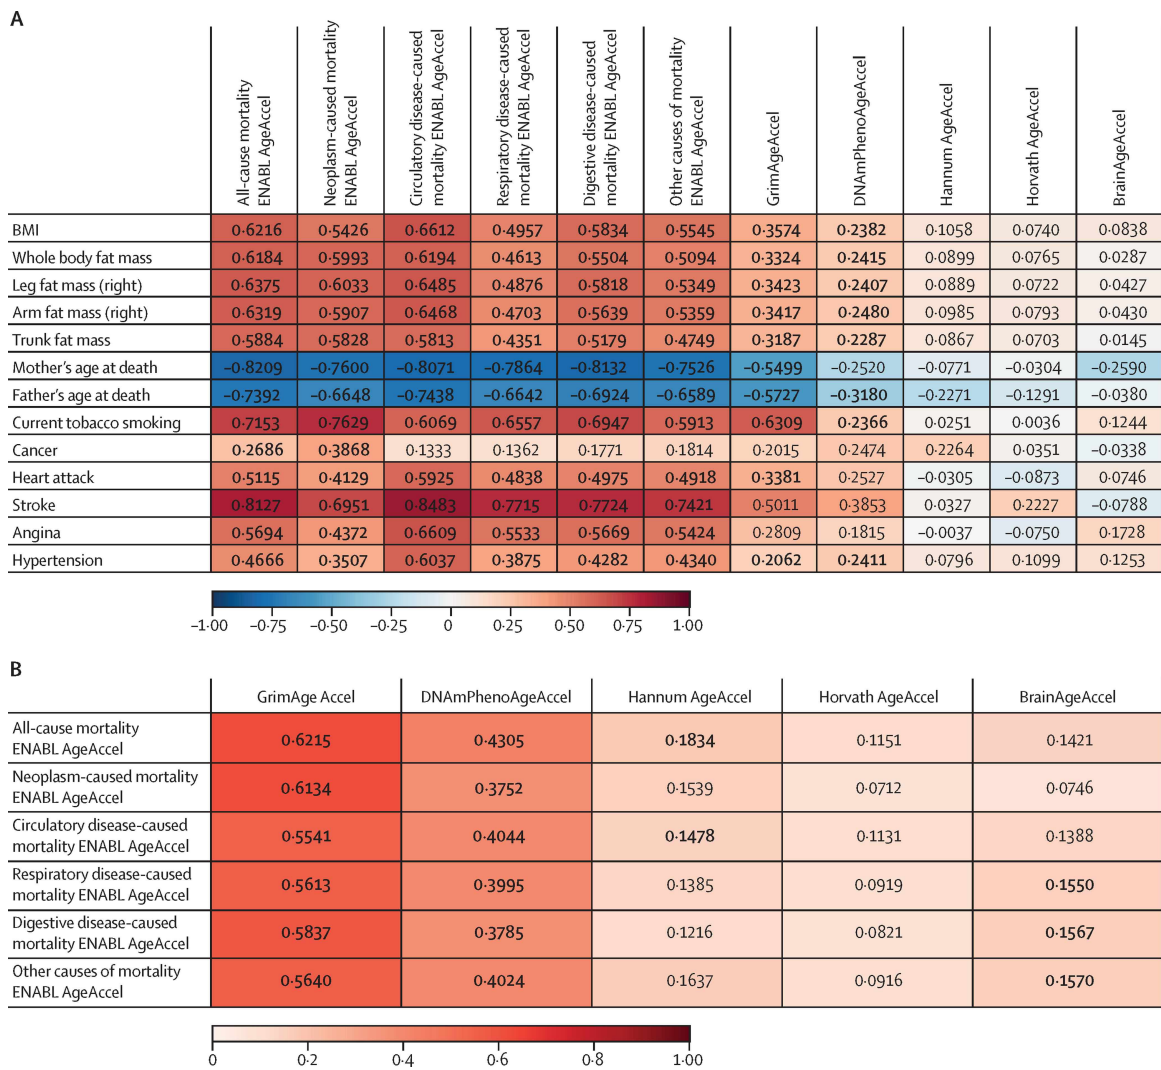 A
All-cause mortality
ENABL AgeAccel
Neoplasm-caused mortality
ENABL AgeAccel
Circulatory disease-caused
mortality ENABL AgeAccel
Respiratory disease-caused
mortality ENABL AgeAccel
Digestive disease-caused
mortality ENABL AgeAccel
Other causes of mortality
ENABL AgeAccel
GrimAgeAccel
DNAmPhenoAgeAccel
Hannum AgeAccel
Horvath AgeAccel
BrainAgeAccel
BMI 0·6216 0·5426 0·6612 0·4957 0·5834 0·5545 0·3574 0·2382 0·1058 0·0740 0·0838
Whole body fat mass 0·6184 0·5993 0·6194 0·4613 0·5504 0·5094 0·3324 0·2415 0·0899 0·0765 0·0287
Leg fat mass (right) 0·6375 0·6033 0·6485 0·4876 0·5818 0·5349 0·3423 0·2407 0·0889 0·0722 0·0427
Arm fat mass (right) 0·6319 0·5907 0·6468 0·4703 0·5639 0·5359 0·3417 0·2480 0·0985 0·0793 0·0430
Trunk fat mass 0·5884 0·5828 0·5813 0·4351 0·5179 0·4749 0·3187 0·2287 0·0867 0·0703 0·0145
Mother's age at death −0·8209 −0·7600 −0·8071 −0·7864 −0·8132 −0·7526 −0·5499 −0·2520 −0·0771 −0·0304 −0·2590
Father's age at death −0·7392 −0·6648 −0·7438 −0·6642 −0·6924 −0·6589 −0·5727 −0·3180 −0·2271 −0·1291 −0·0380
Current tobacco smoking 0·7153 0·7629 0·6069 0·6557 0·6947 0·5913 0·6309 0·2366 0·0251 0·0036 0·1244
Cancer 0·2686 0·3868 0·1333 0·1362 0·1771 0·1814 0·2015 0·2474 0·2264 0·0351 −0·0338
Heart attack 0·5115 0·4129 0·5925 0·4838 0·4975 0·4918 0·3381 0·2527 −0·0305 −0·0873 0·0746
Stroke 0·8127 0·6951 0·8483 0·7715 0·7724 0·7421 0·5011 0·3853 0·0327 0·2227 −0·0788
Angina 0·5694 0·4372 0·6609 0·5533 0·5669 0·5424 0·2809 0·1815 −0·0037 −0·0750 0·1728
Hypertension 0·4666 0·3507 0·6037 0·3875 0·4282 0·4340 0·2062 0·2411 0·0796 0·1099 0·1253
−1·00 −0·75 −0·50 −0·25 0 0·25 0·50 0·75 1·00
B
GrimAge Accel DNAmPhenoAgeAccel Hannum AgeAccel Horvath AgeAccel BrainAgeAccel
All-cause mortality
ENABL AgeAccel
0·6215 0·4305 0·1834 0·1151 0·1421
Neoplasm-caused mortality
ENABL AgeAccel
0·6134 0·3752 0·1539 0·0712 0·0746
Circulatory disease-caused
mortality ENABL AgeAccel
0·5541 0·4044 0·1478 0·1131 0·1388
Respiratory disease-caused
mortality ENABL AgeAccel
0·5613 0·3995 0·1385 0·0919 0·1550
Digestive disease-caused
mortality ENABL AgeAccel
0·5837 0·3785 0·1216 0·0821 0·1567
Other causes of mortality
ENABL AgeAccel
0·5640 0·4024 0·1637 0·0916 0·1570
0 0·2 0·4 0·6 0·8 1·00